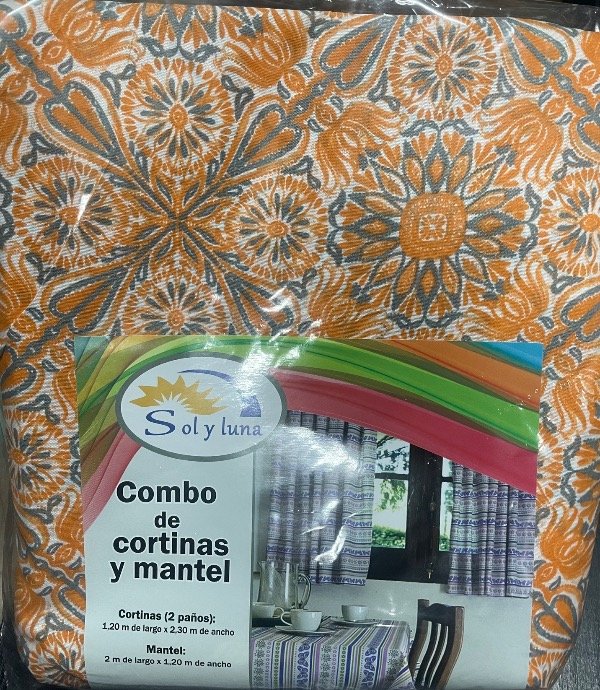 Sol y luna
Combo
de
cortinas
y mantel
Cortinas (2 paños):
1,20 m de largo x 2,30 m de ancho
Mantel:
2 m de largo x 1,20 m de ancho